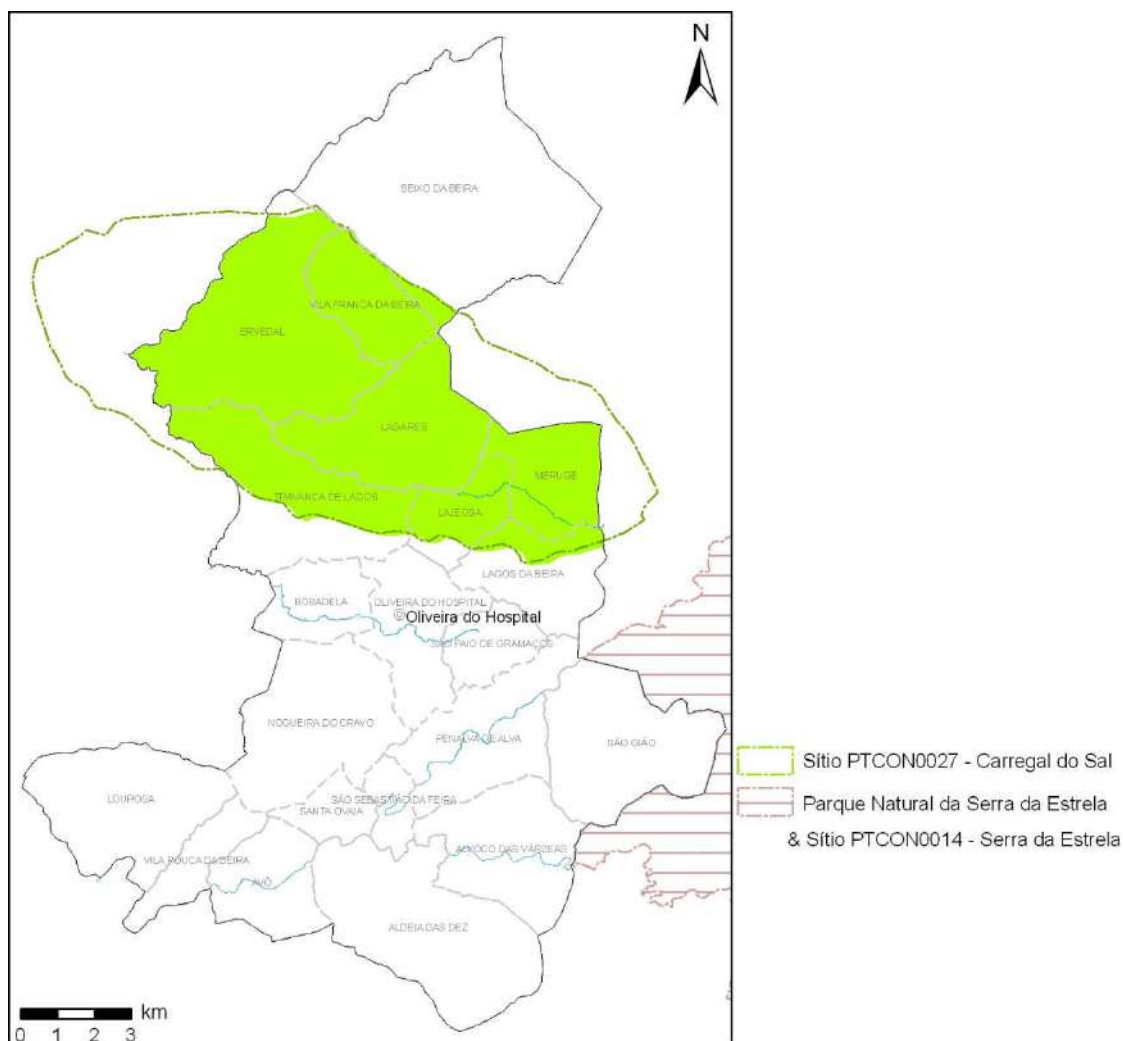 N
SEIXO DA BEIRA
VILA FRANCA DA BEIRA
ERVEDAL
LAGARES
MERUGE
TRAVANCA DE LAGOS
LAJEOSA
LAGOS DA BEIRA
BOBADELA
OLIVEIRA DO HOSPITAL
Oliveira do Hospital
SÃO PAIO DE GRAMAÇOS
NOGUEIRA DO CRAVO
PENALVA DE ALVA
SÃO GIÃO
LOUROSA
SÃO SEBASTIÃO DA FEIRA
SANTA OVAIA
VILA POUCA DA BEIRA
ALVOCO DAS VÁRZEAS
AVÔ
ALDEIA DAS DEZ
km
0 1 2 3
Sítio PTCON0027 - Carregal do Sal
Parque Natural da Serra da Estrela
& Sítio PTCON0014 - Serra da Estrela